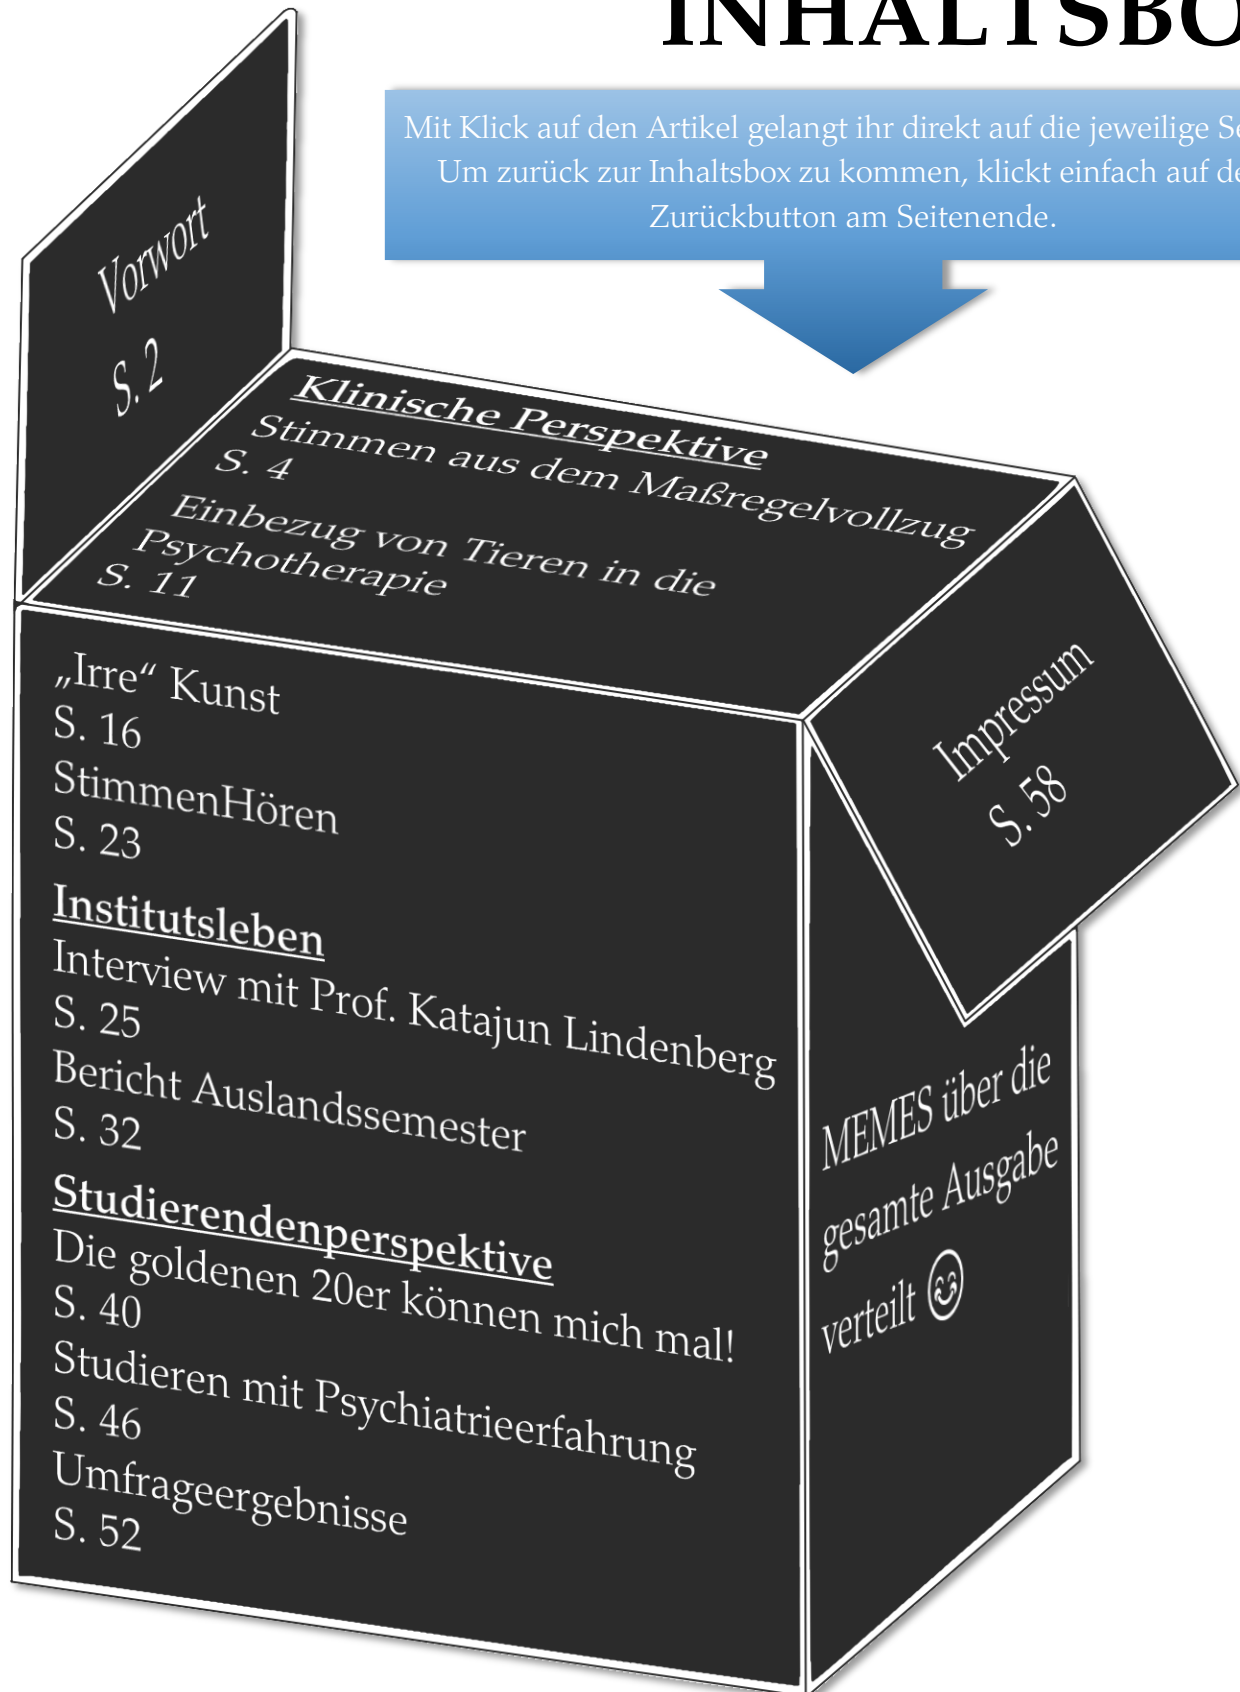 INHALTSBO
Mit Klick auf den Artikel gelangt ihr direkt auf die jeweilige Se
Um zurück zur Inhaltsbox zu kommen, klickt einfach auf de
Zurückbutton am Seitenende.
Vorwort
S. 2
Klinische Perspektive
Stimmen aus dem Maßregelvollzug
S. 4
Einbezug von Tieren in die
Psychotherapie
S. 11
„Irre“ Kunst
S. 16
StimmenHören
S. 23
Institutsleben
Interview mit Prof. Katajun Lindenberg
S. 25
Bericht Auslandssemester
S. 32
Studierendenperspektive
Die goldenen 20er können mich mal!
S. 40
Studieren mit Psychiatrieerfahrung
S. 46
Umfrageergebnisse
S. 52
Impressum
S. 58
MEMES über die
gesamte Ausgabe
verteilt 😊